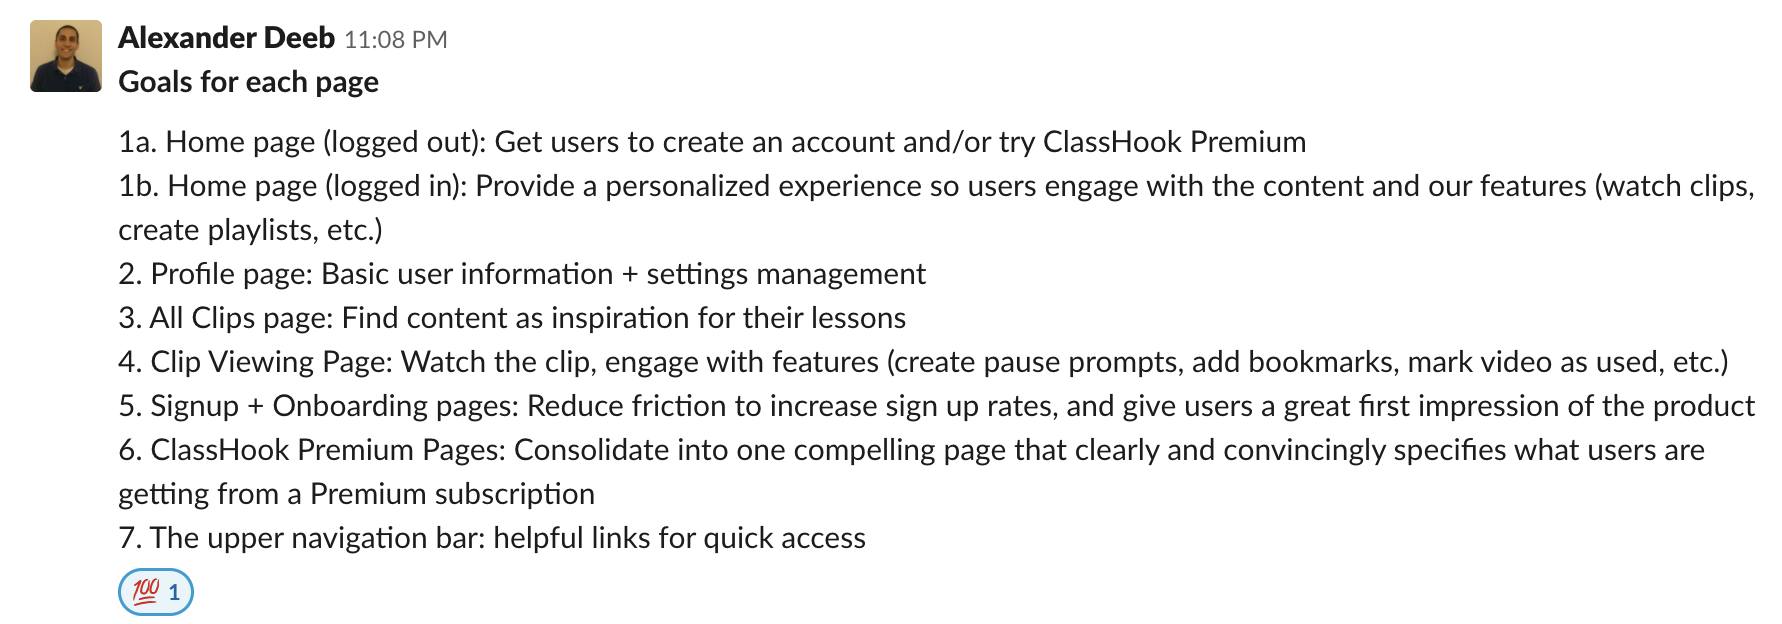 Alexander Deeb 11:08 PM
Goals for each page
1a. Home page (logged out): Get users to create an account and/or try ClassHook Premium
1b. Home page (logged in): Provide a personalized experience so users engage with the content and our features (watch clips,
create playlists, etc.)
2. Profile page: Basic user information + settings management
3. All Clips page: Find content as inspiration for their lessons
4. Clip Viewing Page: Watch the clip, engage with features (create pause prompts, add bookmarks, mark video as used, etc.)
5. Signup + Onboarding pages: Reduce friction to increase sign up rates, and give users a great first impression of the product
6. ClassHook Premium Pages: Consolidate into one compelling page that clearly and convincingly specifies what users are
getting from a Premium subscription
7. The upper navigation bar: helpful links for quick access
💯 1